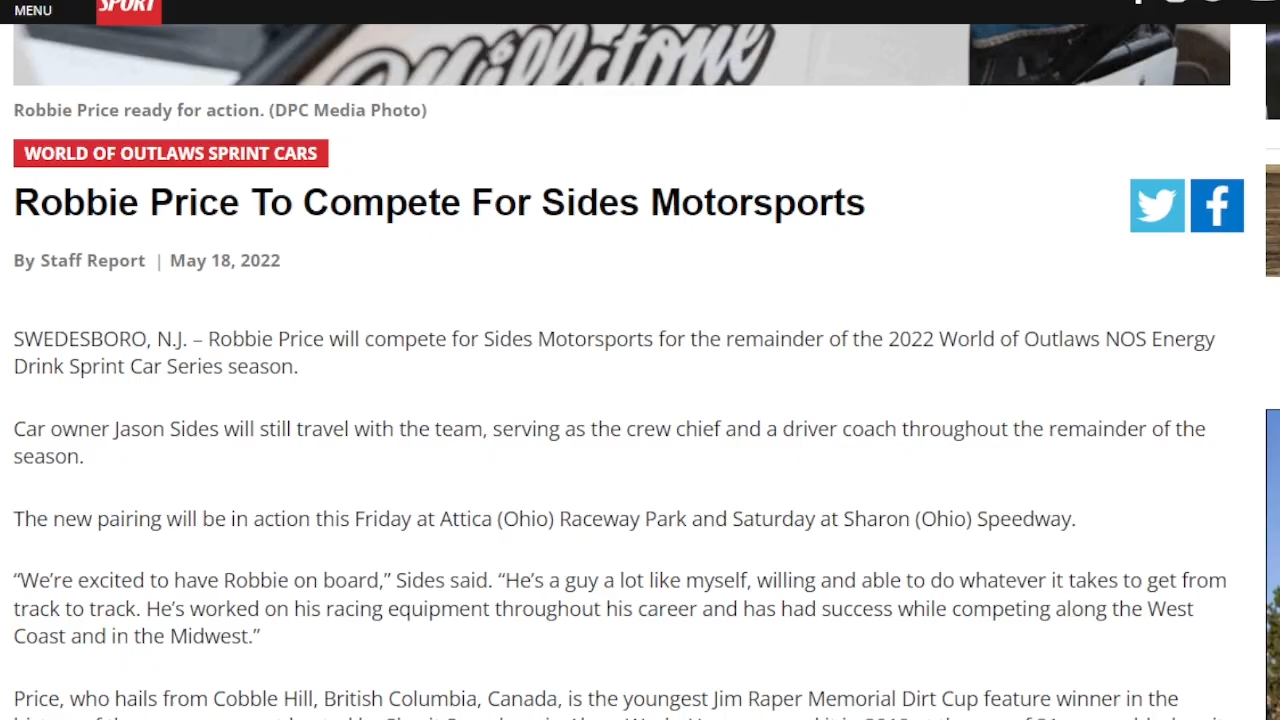 MENU
SPORT
Millstone
Robbie Price ready for action. (DPC Media Photo)
WORLD OF OUTLAWS SPRINT CARS
Robbie Price To Compete For Sides Motorsports
By Staff Report | May 18, 2022
SWEDESBORO, N.J. – Robbie Price will compete for Sides Motorsports for the remainder of the 2022 World of Outlaws NOS Energy
Drink Sprint Car Series season.
Car owner Jason Sides will still travel with the team, serving as the crew chief and a driver coach throughout the remainder of the
season.
The new pairing will be in action this Friday at Attica (Ohio) Raceway Park and Saturday at Sharon (Ohio) Speedway.
“We’re excited to have Robbie on board,” Sides said. “He’s a guy a lot like myself, willing and able to do whatever it takes to get from
track to track. He’s worked on his racing equipment throughout his career and has had success while competing along the West
Coast and in the Midwest.”
Price, who hails from Cobble Hill, British Columbia, Canada, is the youngest Jim Raper Memorial Dirt Cup feature winner in the